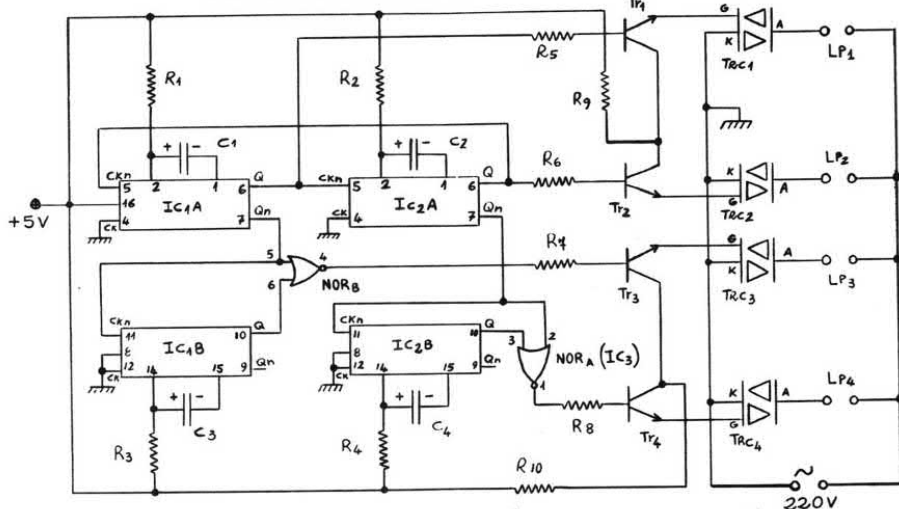 Tr1
G
A
K
TRC1
LP1
R5
R1
R2
R9
+ -
C1
+ -
C2
CKn
5
2
1
Q
6
CKn
5
2
1
Q
6
R6
Tr2
K
G
A
TRC2
LP2
+5V
16
IC1A
4
CK
7
Qn
IC2A
4
CK
7
Qn
5
6
4
NORB
R7
Tr3
G
K
A
TRC3
LP3
CKn
11
8
12
CK
IC1B
10
Q
9
Qn
14
15
CKn
11
8
12
CK
IC2B
10
Q
9
Qn
14
15
3
2
1
NORA (IC3)
R8
Tr4
K
G
A
TRC4
LP4
+ -
C3
+ -
C4
R3
R4
R10
~
220V